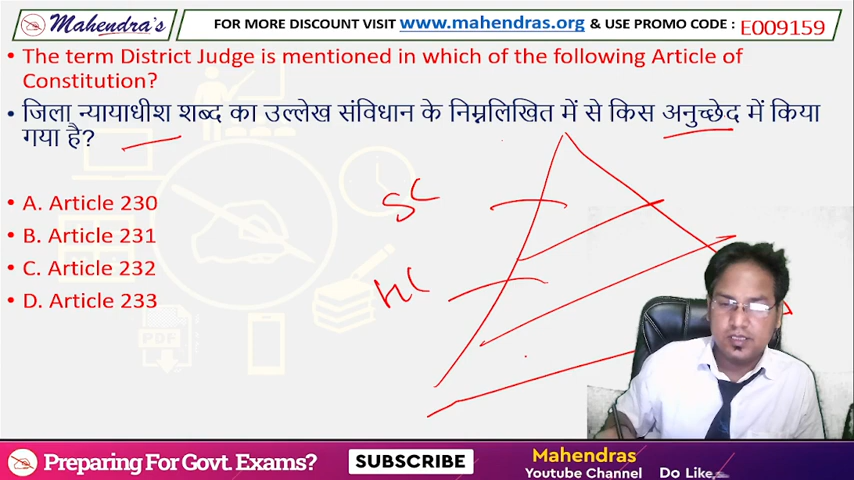 Mahendra's
FOR MORE DISCOUNT VISIT www.mahendras.org & USE PROMO CODE : E009159
• The term District Judge is mentioned in which of the following Article of
Constitution?
• जिला न्यायाधीश शब्द का उल्लेख संविधान के निम्नलिखित में से किस अनुच्छेद में किया
गया है?
• A. Article 230
• B. Article 231
• C. Article 232
• D. Article 233
SC
HC
PDF
Preparing For Govt. Exams?
SUBSCRIBE
Mahendras
Youtube Channel Do Like,